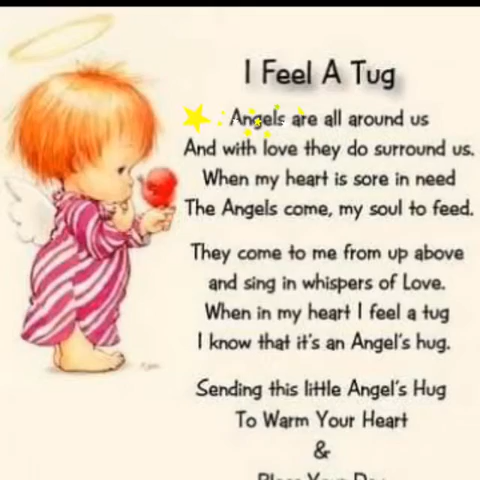 I Feel A Tug
Angels are all around us
And with love they do surround us.
When my heart is sore in need
The Angels come, my soul to feed.
They come to me from up above
and sing in whispers of Love.
When in my heart I feel a tug
I know that it's an Angel's hug.
Sending this little Angel's Hug
To Warm Your Heart
&
Bless Your Day